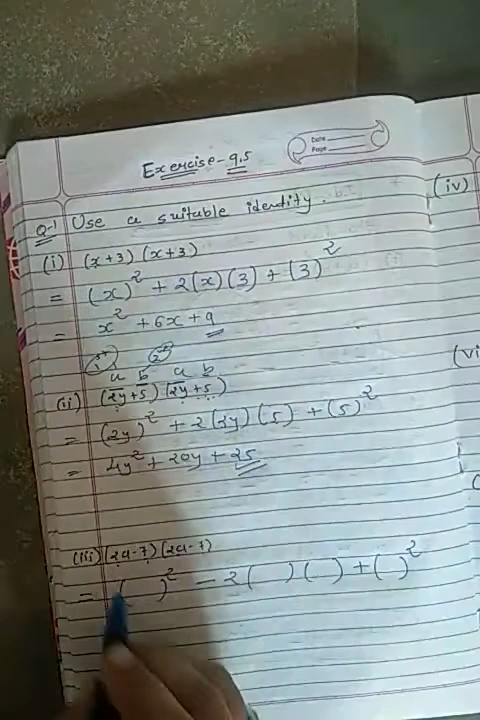 Exercise-9.5
Date
Page
Q-1 Use a suitable identity.
(i) (x+3) (x+3)
= (x)² + 2(x)(3) + (3)²
= x² + 6x + 9
a b a b
(ii) (2y+5) (2y+5)
= (2y)² + 2(2y)(5) + (5)²
= 4y² + 20y + 25
(iii) (2a-7) (2a-7)
= ( )² - 2( )( ) + ( )²
(iv)
(vi